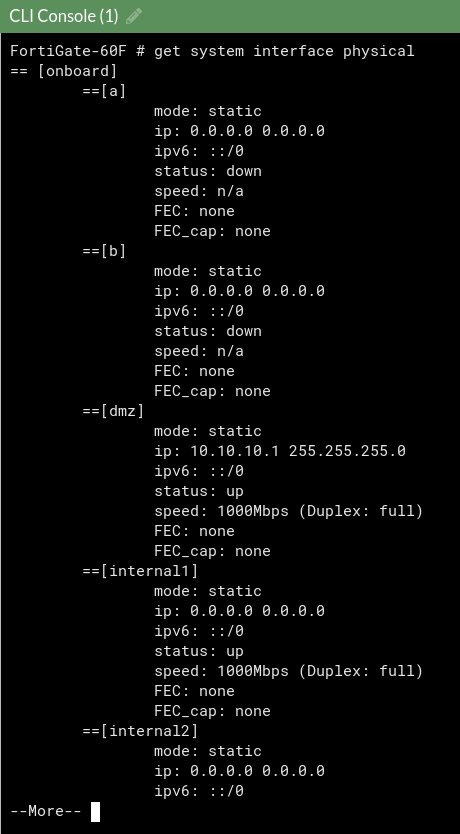 CLI Console (1)
FortiGate-60F # get system interface physical
== [onboard]
        ==[a]
                mode: static
                ip: 0.0.0.0 0.0.0.0
                ipv6: ::/0
                status: down
                speed: n/a
                FEC: none
                FEC_cap: none
        ==[b]
                mode: static
                ip: 0.0.0.0 0.0.0.0
                ipv6: ::/0
                status: down
                speed: n/a
                FEC: none
                FEC_cap: none
        ==[dmz]
                mode: static
                ip: 10.10.10.1 255.255.255.0
                ipv6: ::/0
                status: up
                speed: 1000Mbps (Duplex: full)
                FEC: none
                FEC_cap: none
        ==[internal1]
                mode: static
                ip: 0.0.0.0 0.0.0.0
                ipv6: ::/0
                status: up
                speed: 1000Mbps (Duplex: full)
                FEC: none
                FEC_cap: none
        ==[internal2]
                mode: static
                ip: 0.0.0.0 0.0.0.0
                ipv6: ::/0
--More--